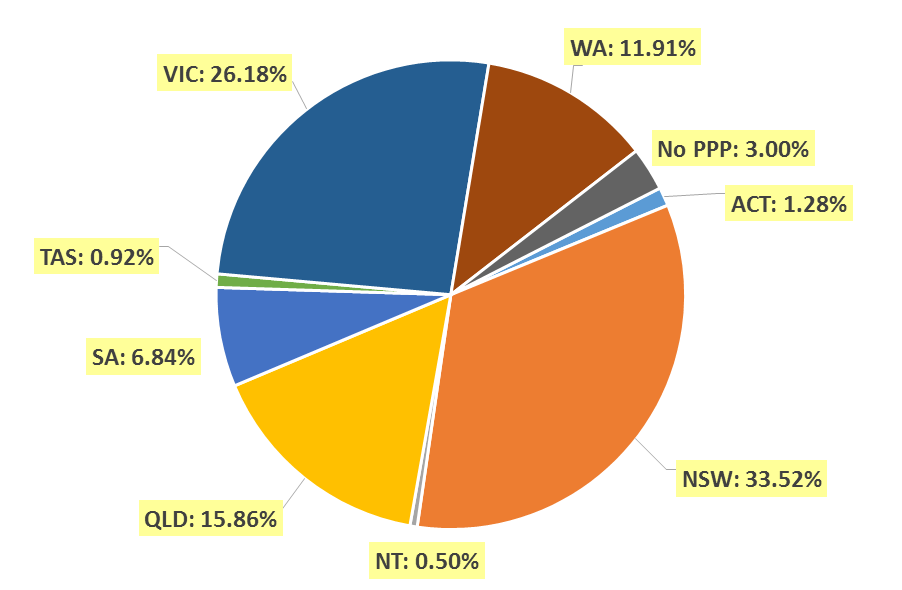 WA: 11.91%
VIC: 26.18%
No PPP: 3.00%
ACT: 1.28%
TAS: 0.92%
SA: 6.84%
NSW: 33.52%
QLD: 15.86%
NT: 0.50%